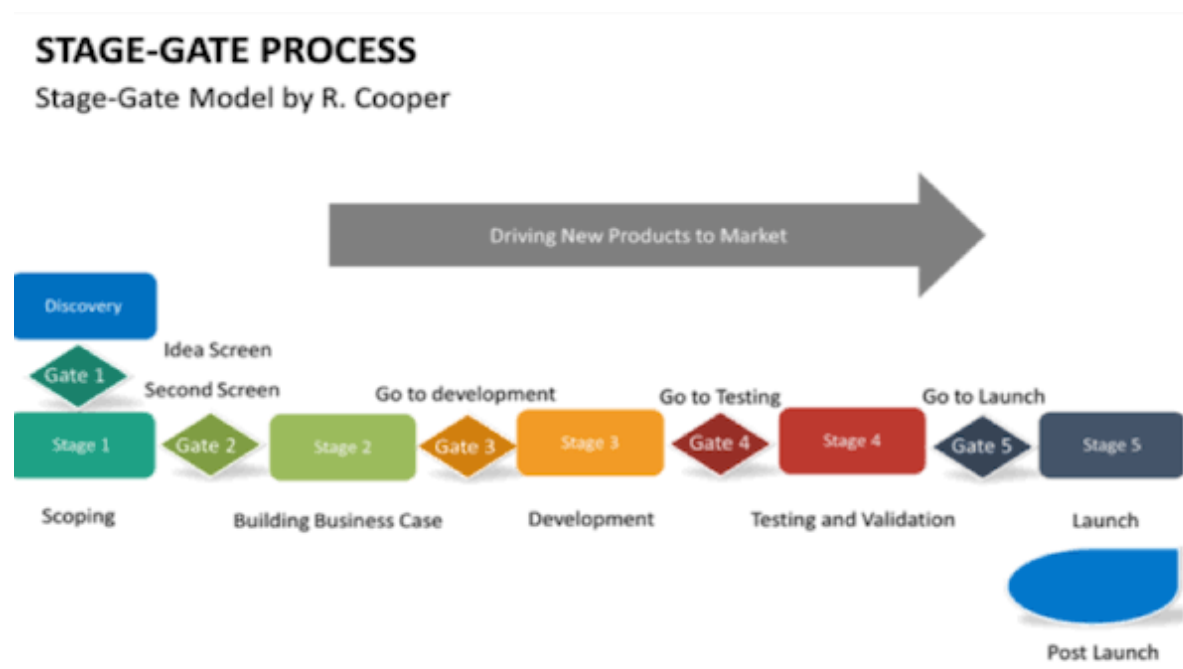 STAGE-GATE PROCESS
Stage-Gate Model by R. Cooper
Driving New Products to Market
Discovery
Gate 1
Idea Screen
Second Screen
Go to development
Go to Testing
Go to Launch
Stage 1
Gate 2
Stage 2
Gate 3
Stage 3
Gate 4
Stage 4
Gate 5
Stage 5
Scoping
Building Business Case
Development
Testing and Validation
Launch
Post Launch